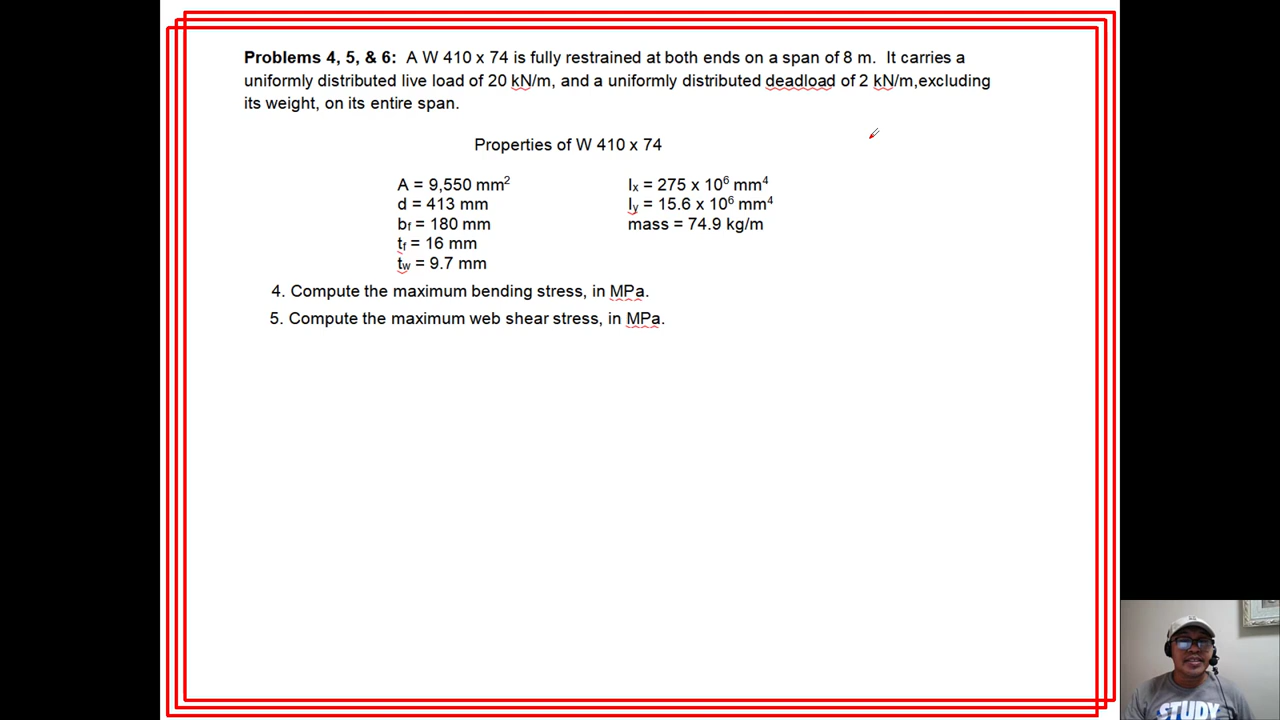 Problems 4, 5, & 6: A W 410 x 74 is fully restrained at both ends on a span of 8 m. It carries a
uniformly distributed live load of 20 kN/m, and a uniformly distributed deadload of 2 kN/m,excluding
its weight, on its entire span.
Properties of W 410 x 74
A = 9,550 mm²
d = 413 mm
bf = 180 mm
tf = 16 mm
tw = 9.7 mm
Ix = 275 x 10⁶ mm⁴
Iy = 15.6 x 10⁶ mm⁴
mass = 74.9 kg/m
4. Compute the maximum bending stress, in MPa.
5. Compute the maximum web shear stress, in MPa.
STUDY